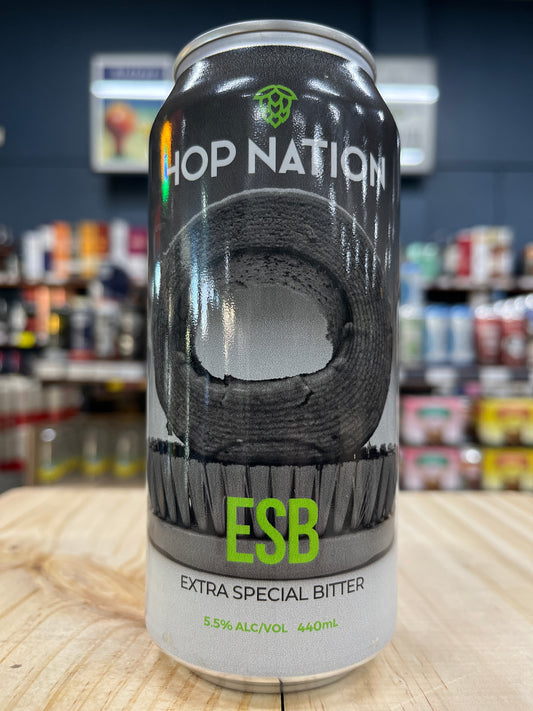 HOP NATION
ESB
EXTRA SPECIAL BITTER
5.5% ALC/VOL 440mL